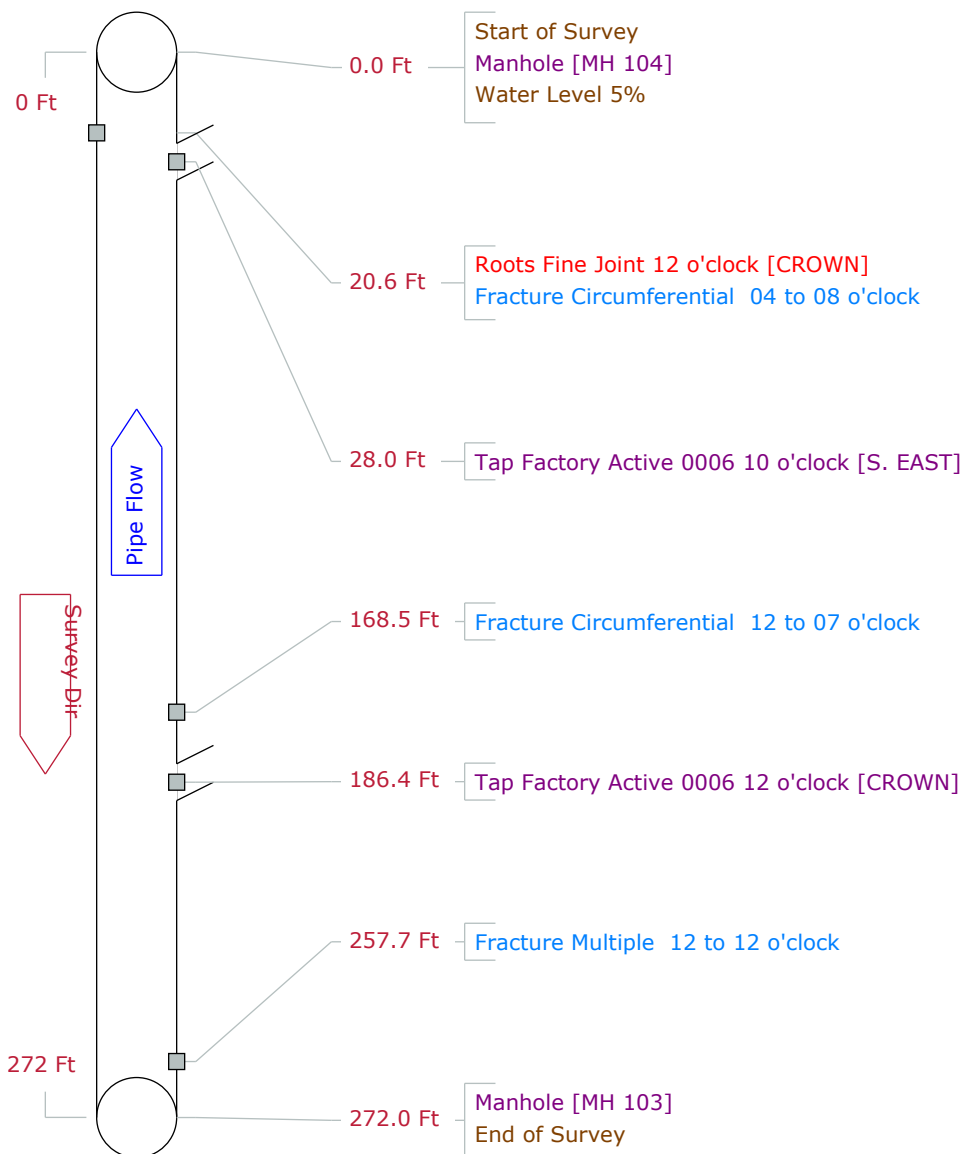 Start of Survey
0.0 Ft
Manhole [MH 104]
Water Level 5%
0 Ft
20.6 Ft
Roots Fine Joint 12 o'clock [CROWN]
Fracture Circumferential  04 to 08 o'clock
28.0 Ft
Tap Factory Active 0006 10 o'clock [S. EAST]
Pipe Flow
Survey Dir
168.5 Ft
Fracture Circumferential  12 to 07 o'clock
186.4 Ft
Tap Factory Active 0006 12 o'clock [CROWN]
257.7 Ft
Fracture Multiple  12 to 12 o'clock
272 Ft
272.0 Ft
Manhole [MH 103]
End of Survey